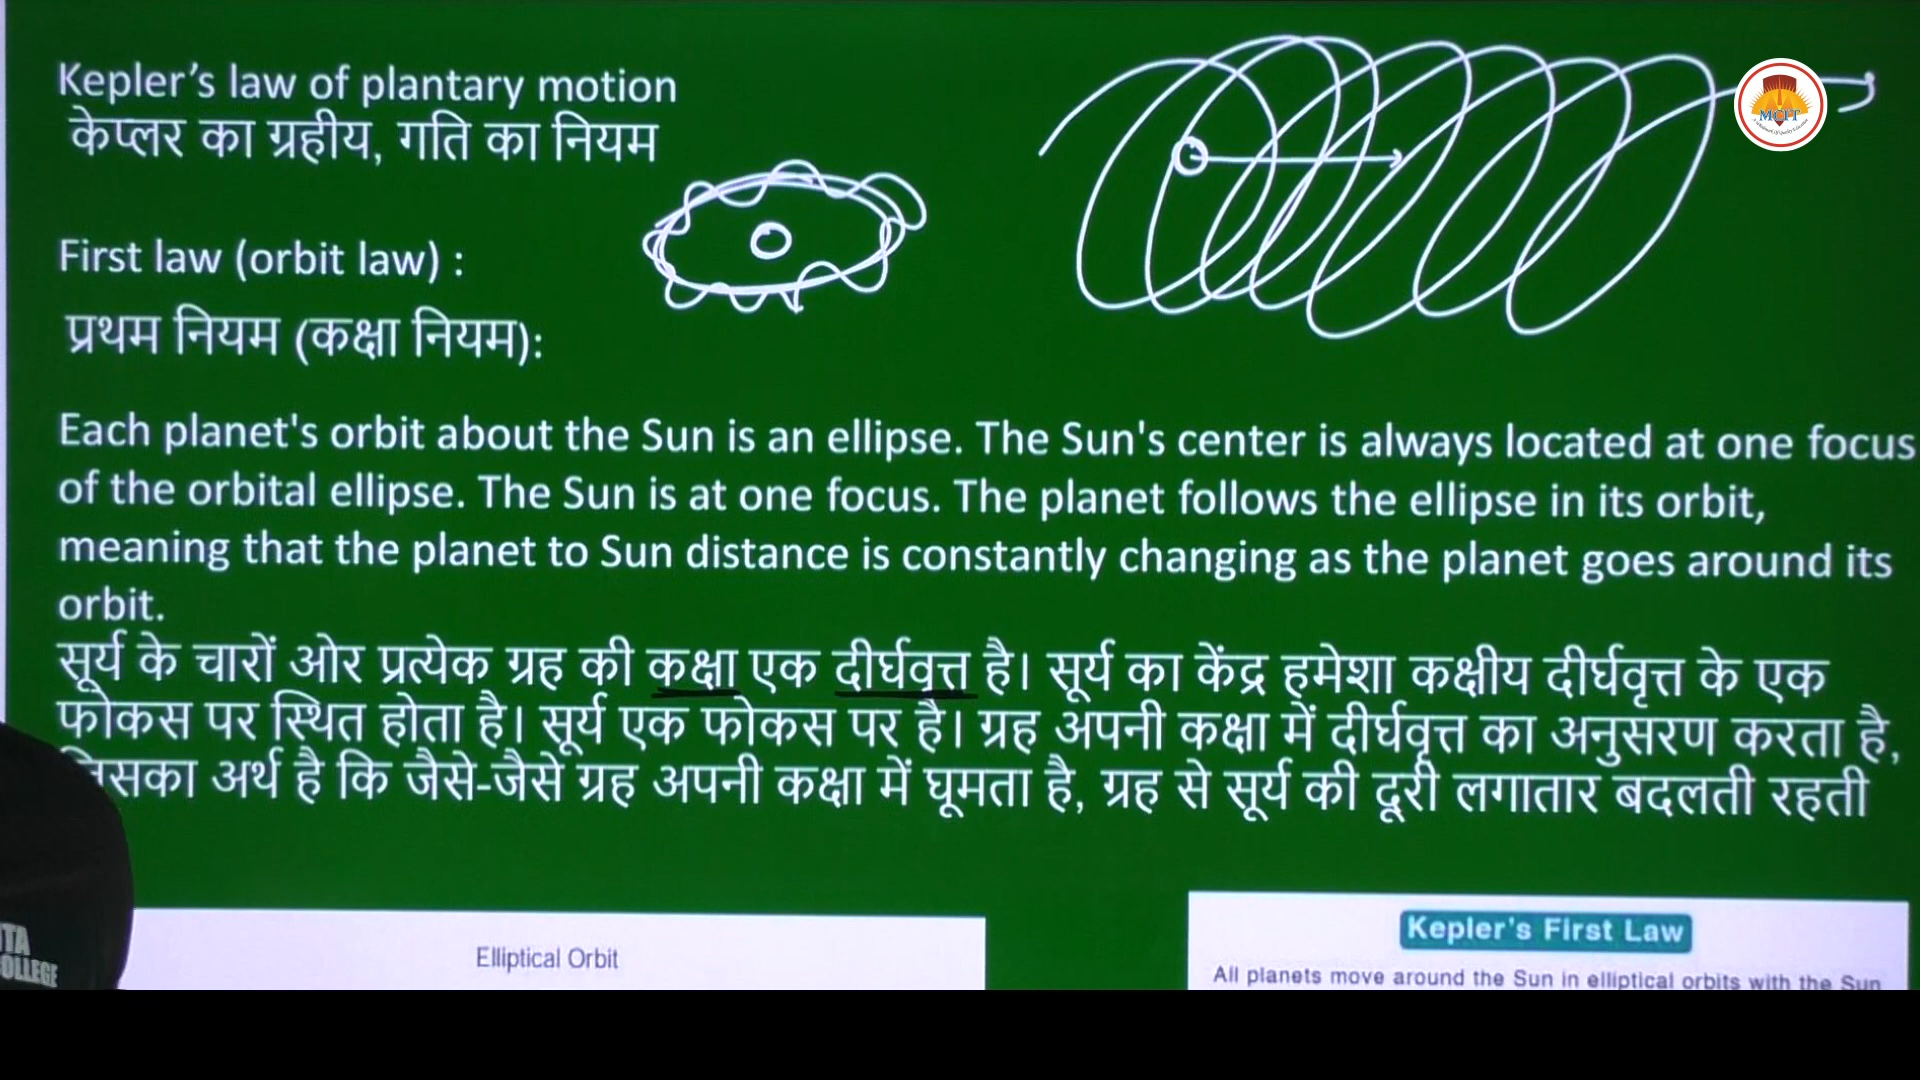 Kepler's law of plantary motion
केप्लर का ग्रहीय, गति का नियम
First law (orbit law) :
प्रथम नियम (कक्षा नियम):
Each planet's orbit about the Sun is an ellipse. The Sun's center is always located at one focus
of the orbital ellipse. The Sun is at one focus. The planet follows the ellipse in its orbit,
meaning that the planet to Sun distance is constantly changing as the planet goes around its
orbit.
सूर्य के चारों ओर प्रत्येक ग्रह की कक्षा एक दीर्घवृत्त है। सूर्य का केंद्र हमेशा कक्षीय दीर्घवृत्त के एक
फोकस पर स्थित होता है। सूर्य एक फोकस पर है। ग्रह अपनी कक्षा में दीर्घवृत्त का अनुसरण करता है,
अर्थ है कि जैसे-जैसे ग्रह अपनी कक्षा में घूमता है, ग्रह से सूर्य की दूरी लगातार बदलती रहती
Elliptical Orbit
Kepler's First Law
All planets move around the Sun in elliptical orbits with the Sun
MCIT